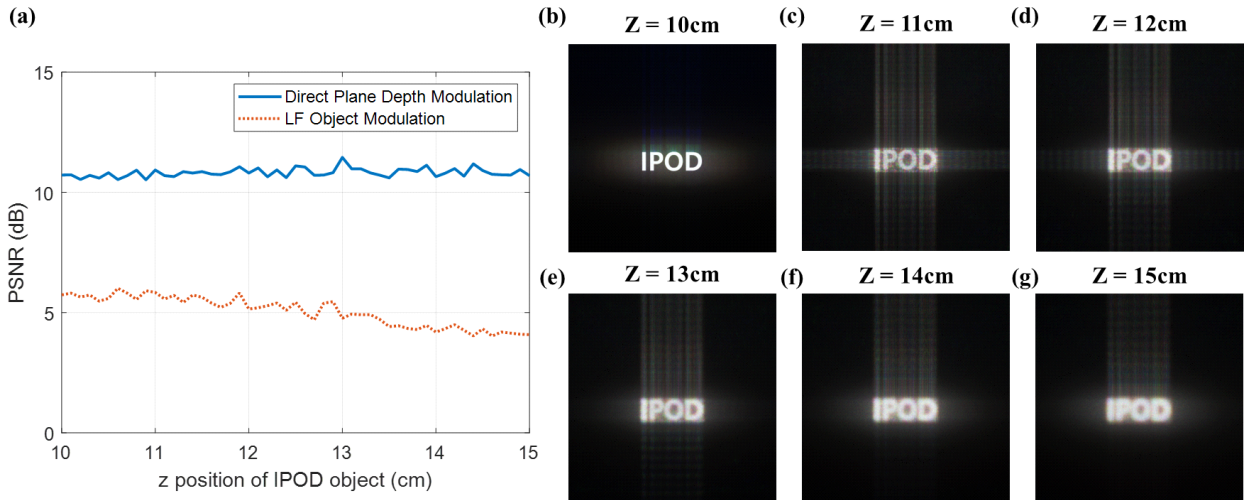 (a)
15
10
5
0
PSNR (dB)
Direct Plane Depth Modulation
LF Object Modulation
10 11 12 13 14 15
z position of IPOD object (cm)
(b)
Z = 10cm
IPOD
(c)
Z = 11cm
IPOD
(d)
Z = 12cm
IPOD
(e)
Z = 13cm
IPOD
(f)
Z = 14cm
IPOD
(g)
Z = 15cm
IPOD